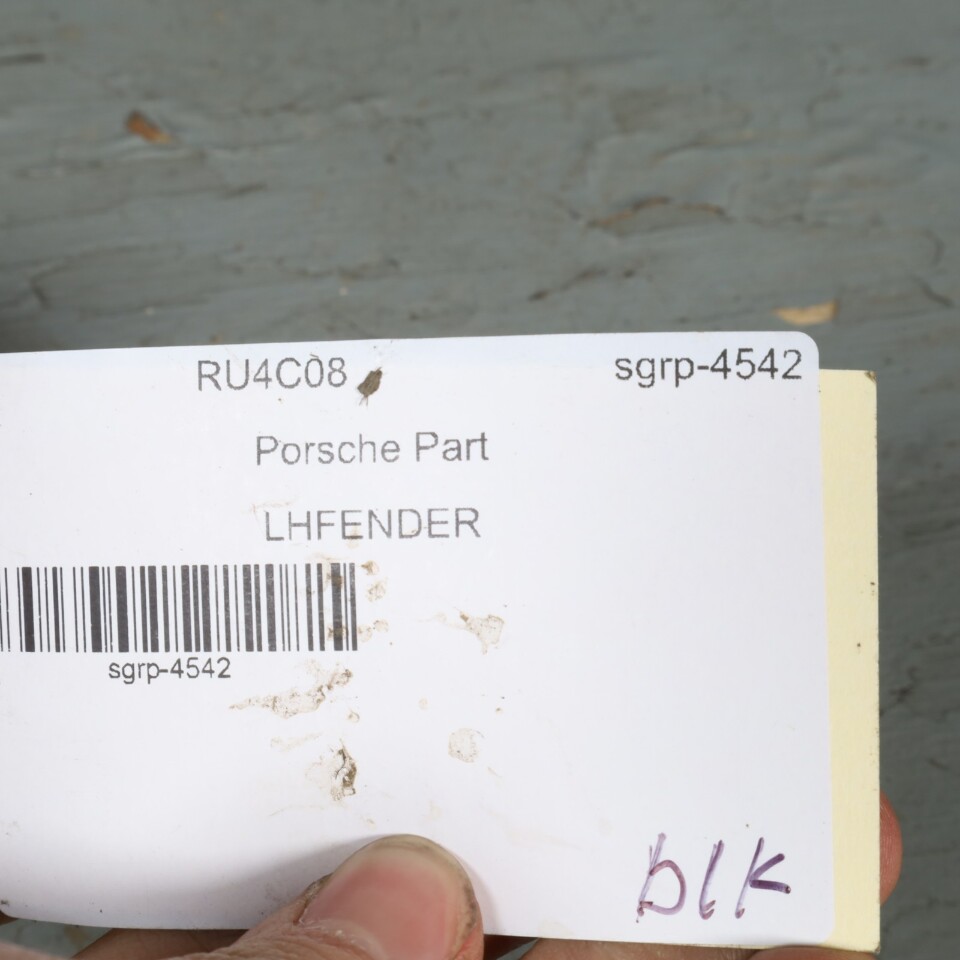 RU4C08 sgrp-4542
Porsche Part
LHFENDER
sgrp-4542
blk